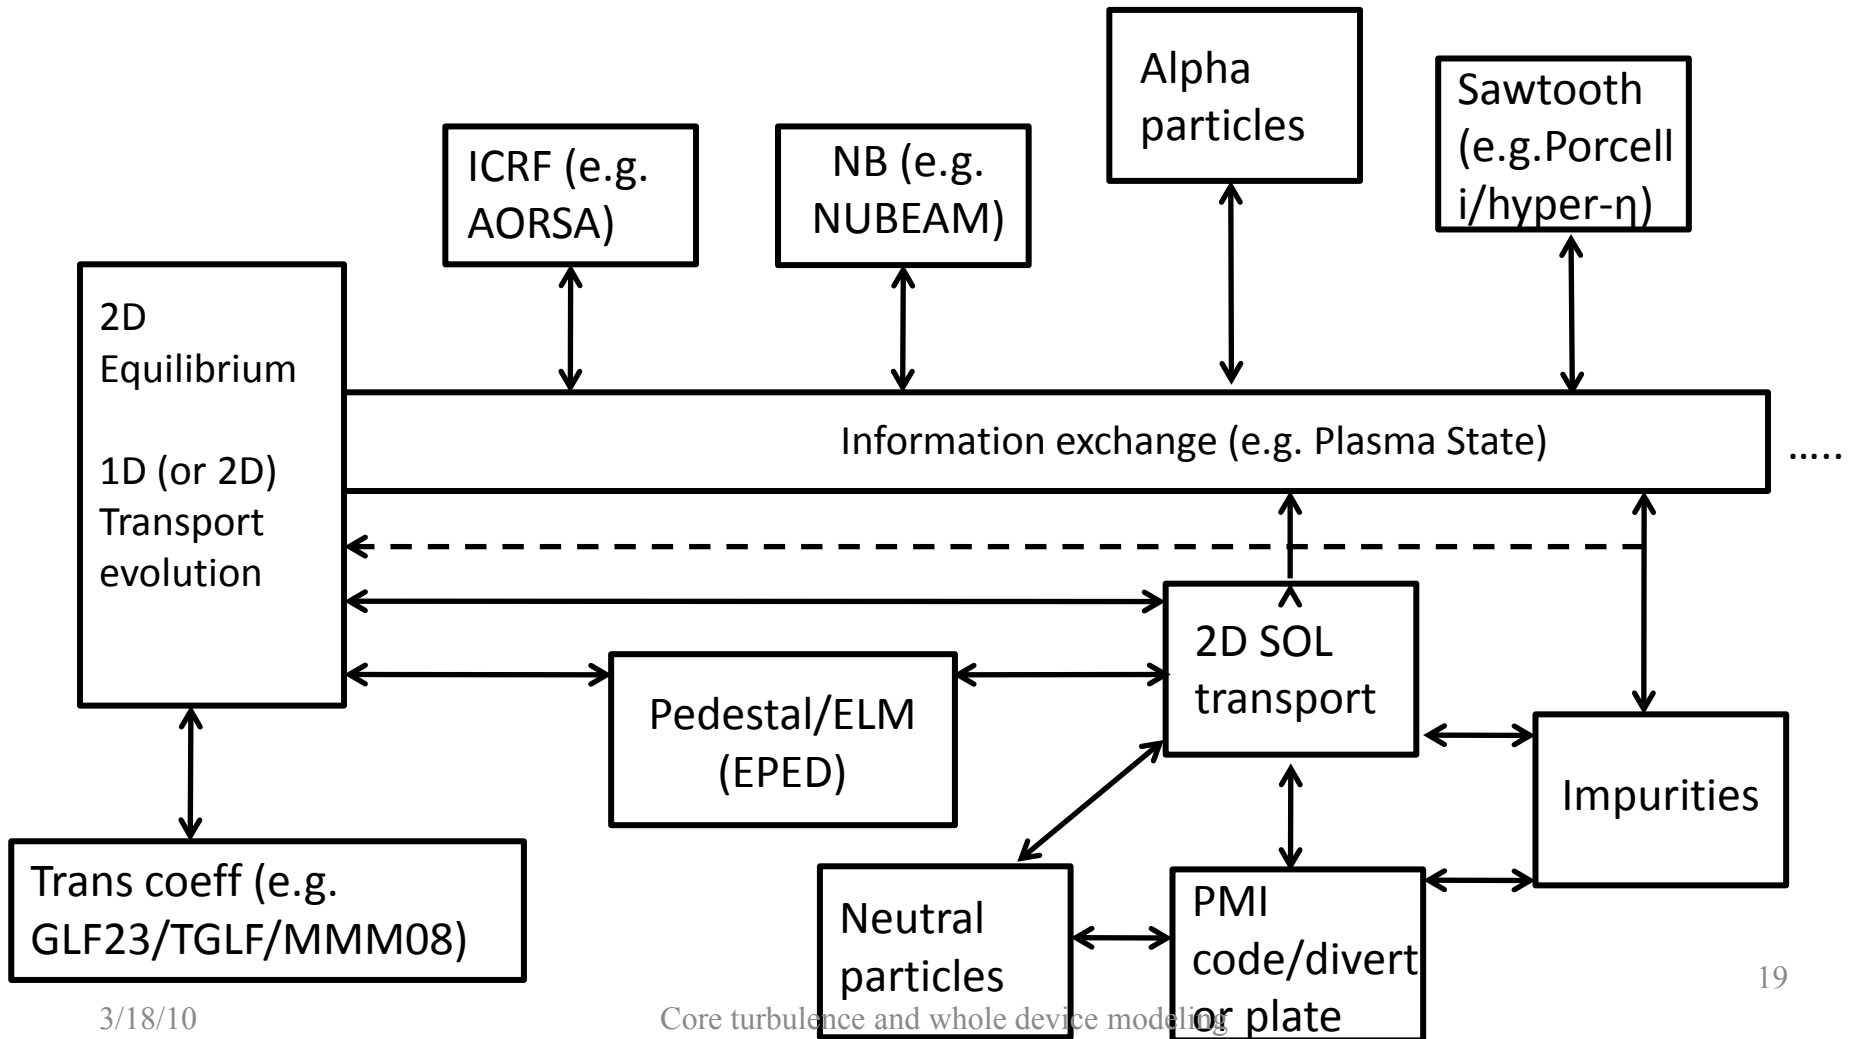 Alpha
particles
Sawtooth
(e.g.Porcell
i/hyper-η)
ICRF (e.g.
AORSA)
NB (e.g.
NUBEAM)
2D
Equilibrium
1D (or 2D)
Transport
evolution
Information exchange (e.g. Plasma State)
.....
2D SOL
transport
Pedestal/ELM
(EPED)
Impurities
Trans coeff (e.g.
GLF23/TGLF/MMM08)
Neutral
particles
PMI
code/divert
or plate
3/18/10
Core turbulence and whole device modeling
19